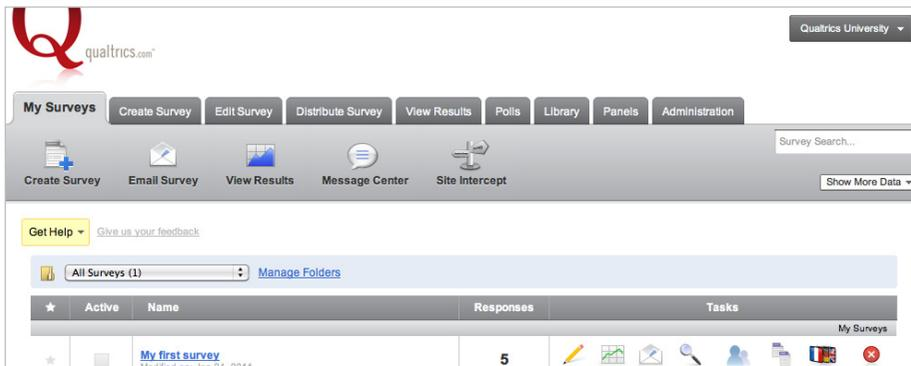 Q
qualtrics.com
Qualtrics University
My Surveys Create Survey Edit Survey Distribute Survey View Results Polls Library Panels Administration
Survey Search...
Create Survey Email Survey View Results Message Center Site Intercept
Show More Data
Get Help Give us your feedback
All Surveys (1) Manage Folders
Active Name Responses Tasks
My Surveys
My first survey 5